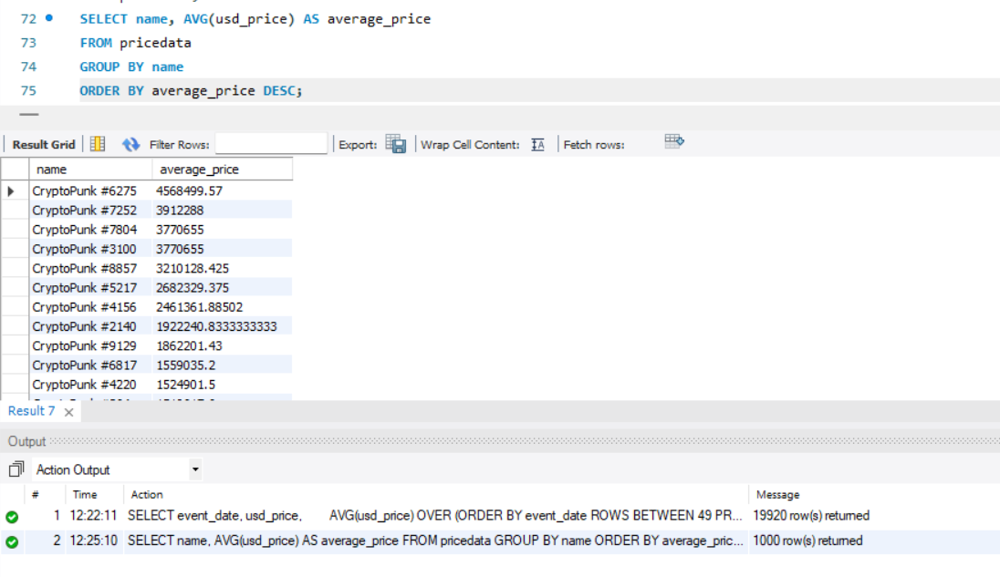 72 SELECT name, AVG(usd_price) AS average_price
73 FROM pricedata
74 GROUP BY name
75 ORDER BY average_price DESC;
Result Grid Filter Rows: Export: Wrap Cell Content: Fetch rows:
name average_price
CryptoPunk #6275 4568499.57
CryptoPunk #7252 3912288
CryptoPunk #7804 3770655
CryptoPunk #3100 3770655
CryptoPunk #8857 3210128.425
CryptoPunk #5217 2682329.375
CryptoPunk #4156 2461361.88502
CryptoPunk #2140 1922240.8333333333
CryptoPunk #9129 1862201.43
CryptoPunk #6817 1559035.2
CryptoPunk #4220 1524901.5
Result 7
Output
Action Output
# Time Action Message
1 12:22:11 SELECT event_date, usd_price, AVG(usd_price) OVER (ORDER BY event_date ROWS BETWEEN 49 PR... 19920 row(s) returned
2 12:25:10 SELECT name, AVG(usd_price) AS average_price FROM pricedata GROUP BY name ORDER BY average_pric... 1000 row(s) returned